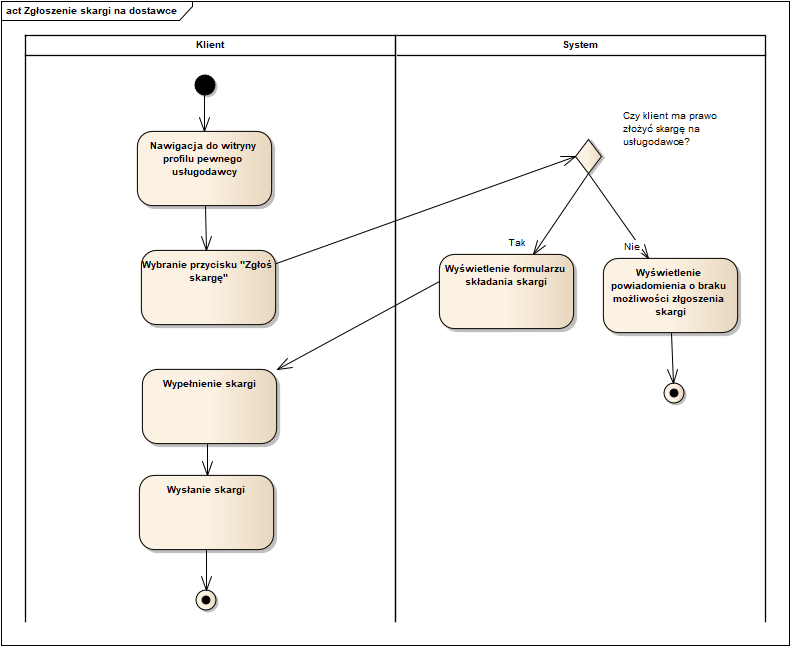 act Zgłoszenie skargi na dostawce
Klient
System
Nawigacja do witryny
profilu pewnego
usługodawcy
Wybranie przycisku "Zgłoś
skargę"
Czy klient ma prawo
złożyć skargę na
usługodawce?
Tak
Nie
Wyświetlenie formularzu
składania skargi
Wyświetlenie
powiadomienia o braku
możliwości złgoszenia
skargi
Wypełnienie skargi
Wysłanie skargi